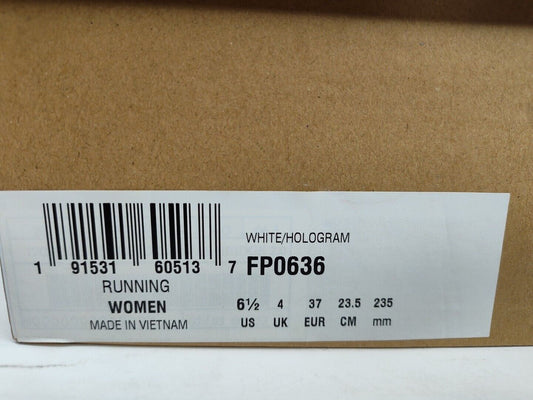 WHITE/HOLOGRAM
1 91531 60513 7
FP0636
RUNNING
WOMEN
MADE IN VIETNAM
6½ 4 37 23.5 235
US UK EUR CM mm